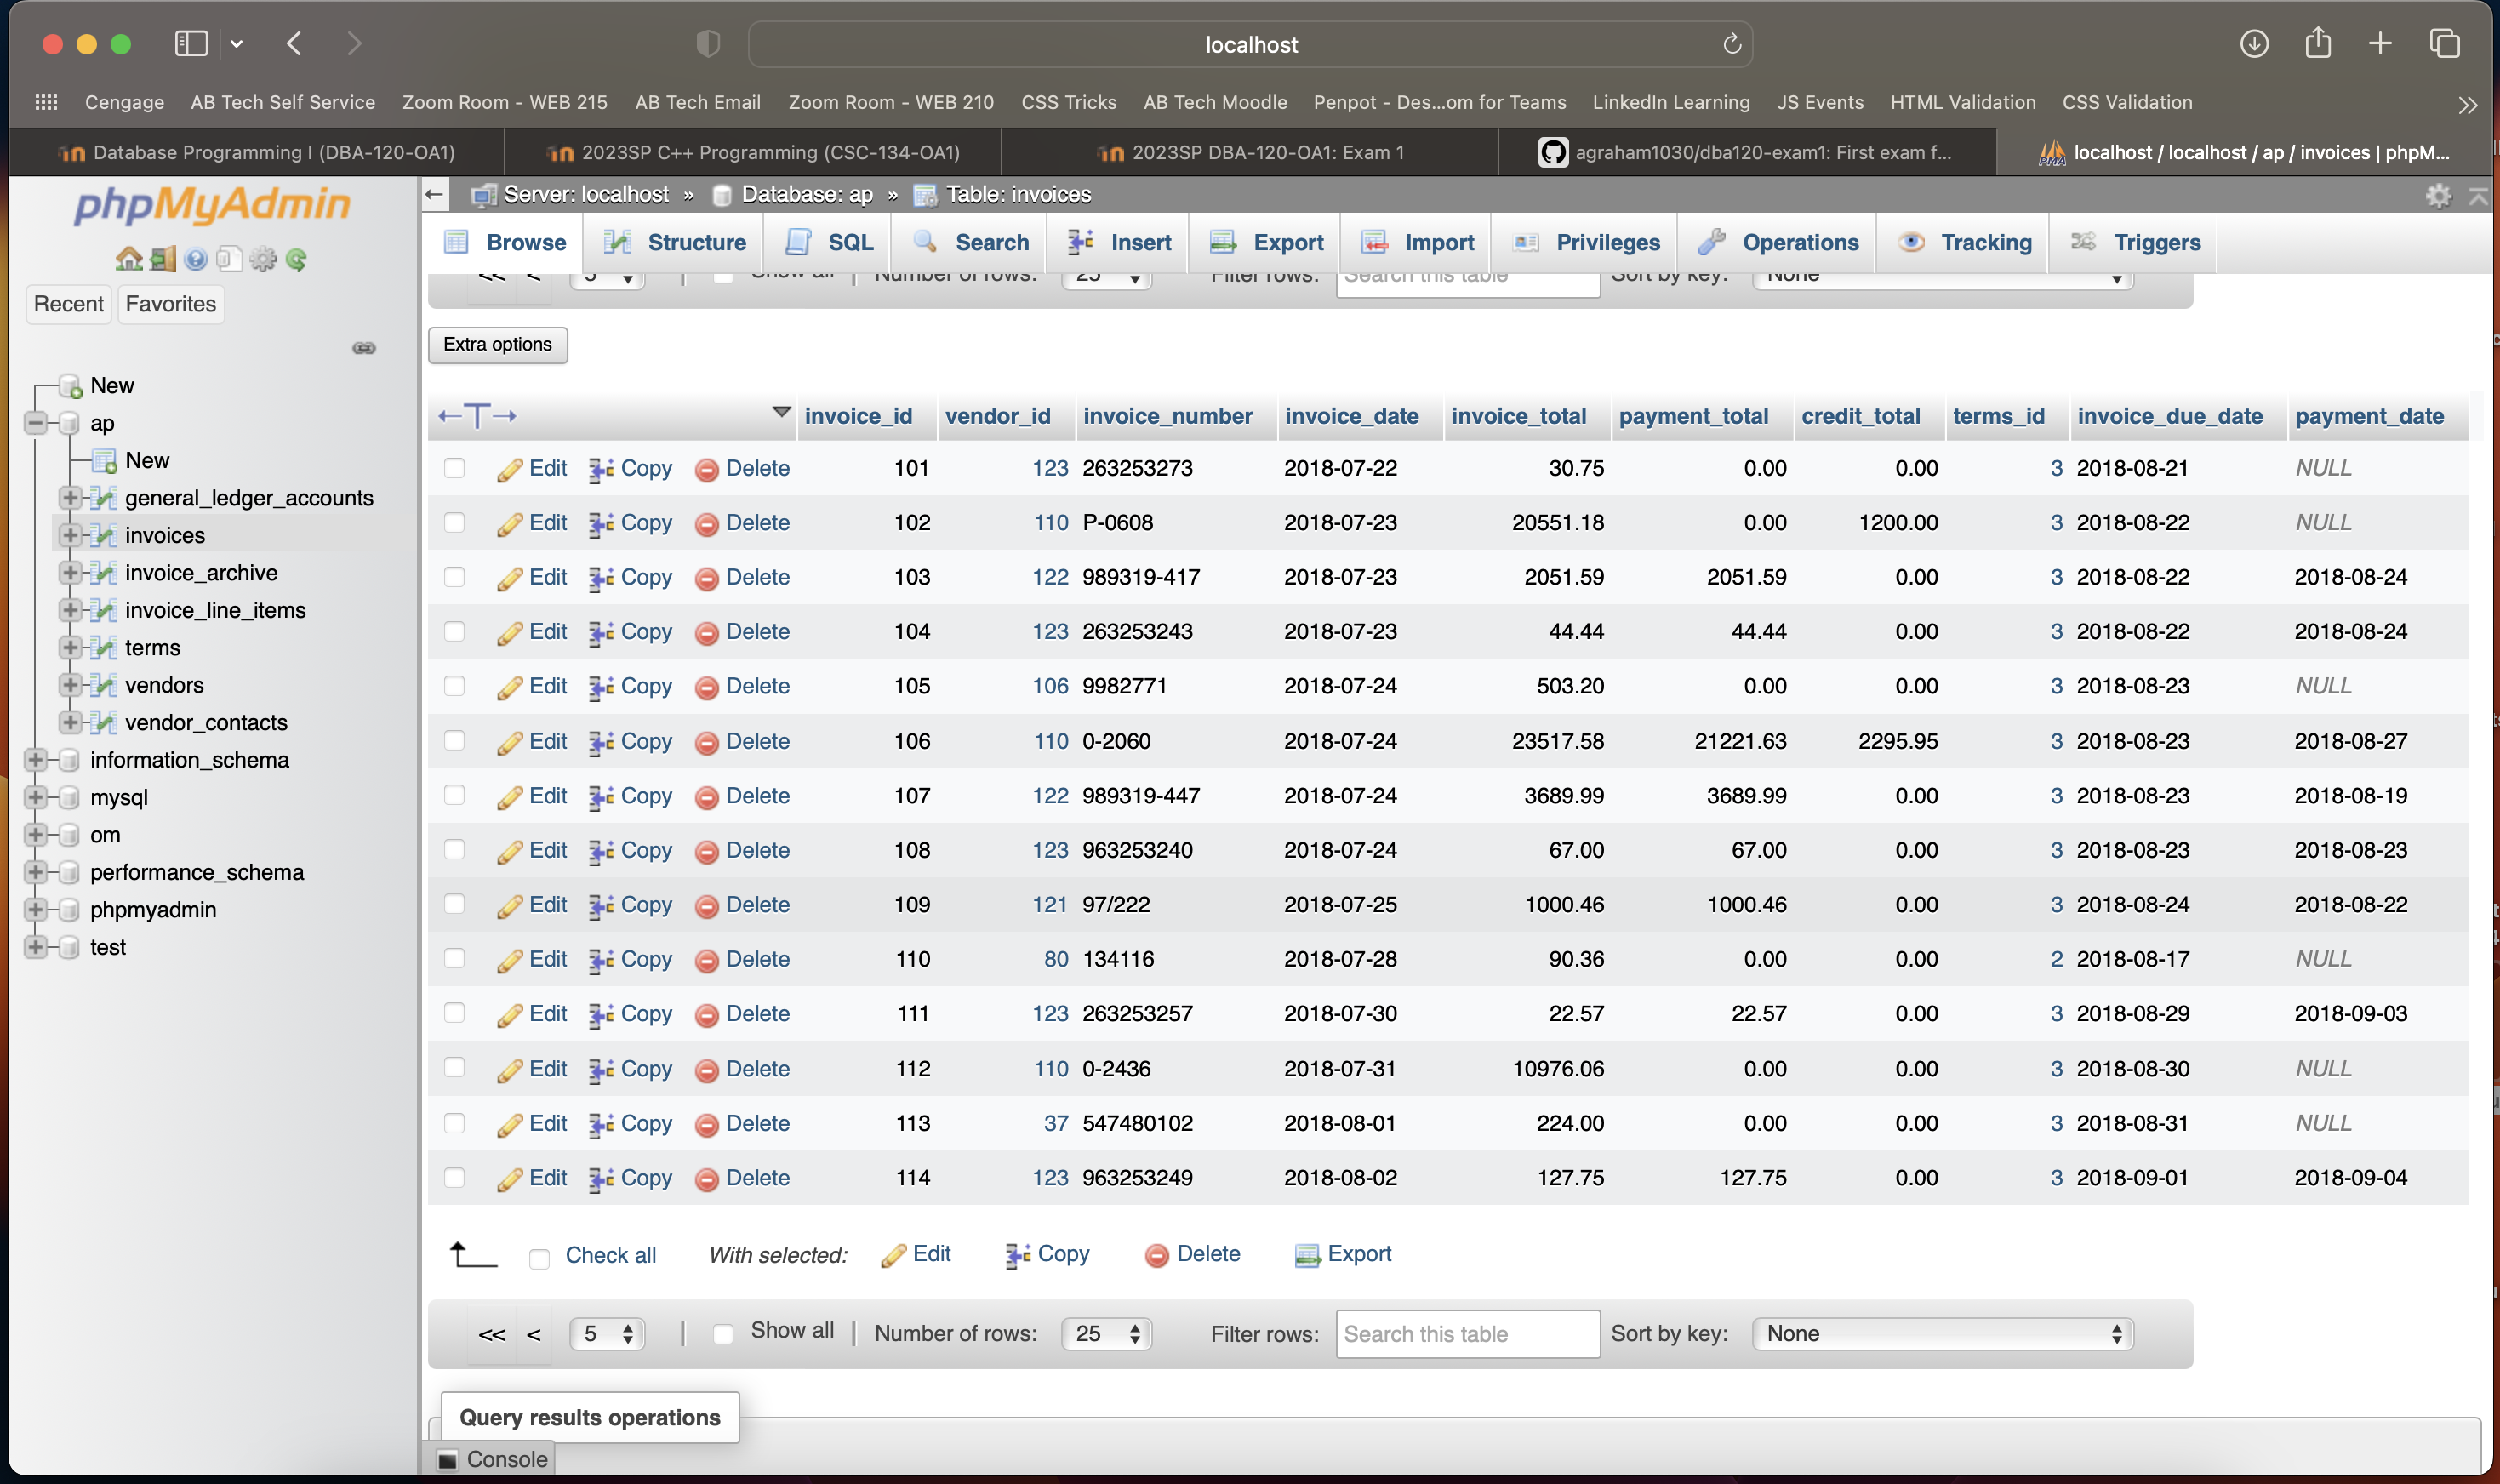 localhost
Cengage AB Tech Self Service Zoom Room - WEB 215 AB Tech Email Zoom Room - WEB 210 CSS Tricks AB Tech Moodle Penpot - Des...om for Teams LinkedIn Learning JS Events HTML Validation CSS Validation
Database Programming I (DBA-120-OA1) 2023SP C++ Programming (CSC-134-OA1) 2023SP DBA-120-OA1: Exam 1 agraham1030/dba120-exam1: First exam f... localhost / localhost / ap / invoices | phpM...
phpMyAdmin
Recent Favorites
New
ap
New
general_ledger_accounts
invoices
invoice_archive
invoice_line_items
terms
vendors
vendor_contacts
information_schema
mysql
om
performance_schema
phpmyadmin
test
Server: localhost » Database: ap » Table: invoices
Browse Structure SQL Search Insert Export Import Privileges Operations Tracking Triggers
<< < 5 | Show all | Number of rows: 25 Filter rows: Search this table Sort by key: None
Extra options
invoice_id vendor_id invoice_number invoice_date invoice_total payment_total credit_total terms_id invoice_due_date payment_date
Edit Copy Delete 101 123 263253273 2018-07-22 30.75 0.00 0.00 3 2018-08-21 NULL
Edit Copy Delete 102 110 P-0608 2018-07-23 20551.18 0.00 1200.00 3 2018-08-22 NULL
Edit Copy Delete 103 122 989319-417 2018-07-23 2051.59 2051.59 0.00 3 2018-08-22 2018-08-24
Edit Copy Delete 104 123 263253243 2018-07-23 44.44 44.44 0.00 3 2018-08-22 2018-08-24
Edit Copy Delete 105 106 9982771 2018-07-24 503.20 0.00 0.00 3 2018-08-23 NULL
Edit Copy Delete 106 110 0-2060 2018-07-24 23517.58 21221.63 2295.95 3 2018-08-23 2018-08-27
Edit Copy Delete 107 122 989319-447 2018-07-24 3689.99 3689.99 0.00 3 2018-08-23 2018-08-19
Edit Copy Delete 108 123 963253240 2018-07-24 67.00 67.00 0.00 3 2018-08-23 2018-08-23
Edit Copy Delete 109 121 97/222 2018-07-25 1000.46 1000.46 0.00 3 2018-08-24 2018-08-22
Edit Copy Delete 110 80 134116 2018-07-28 90.36 0.00 0.00 2 2018-08-17 NULL
Edit Copy Delete 111 123 263253257 2018-07-30 22.57 22.57 0.00 3 2018-08-29 2018-09-03
Edit Copy Delete 112 110 0-2436 2018-07-31 10976.06 0.00 0.00 3 2018-08-30 NULL
Edit Copy Delete 113 37 547480102 2018-08-01 224.00 0.00 0.00 3 2018-08-31 NULL
Edit Copy Delete 114 123 963253249 2018-08-02 127.75 127.75 0.00 3 2018-09-01 2018-09-04
Check all With selected: Edit Copy Delete Export
<< < 5 | Show all | Number of rows: 25 Filter rows: Search this table Sort by key: None
Query results operations
Console